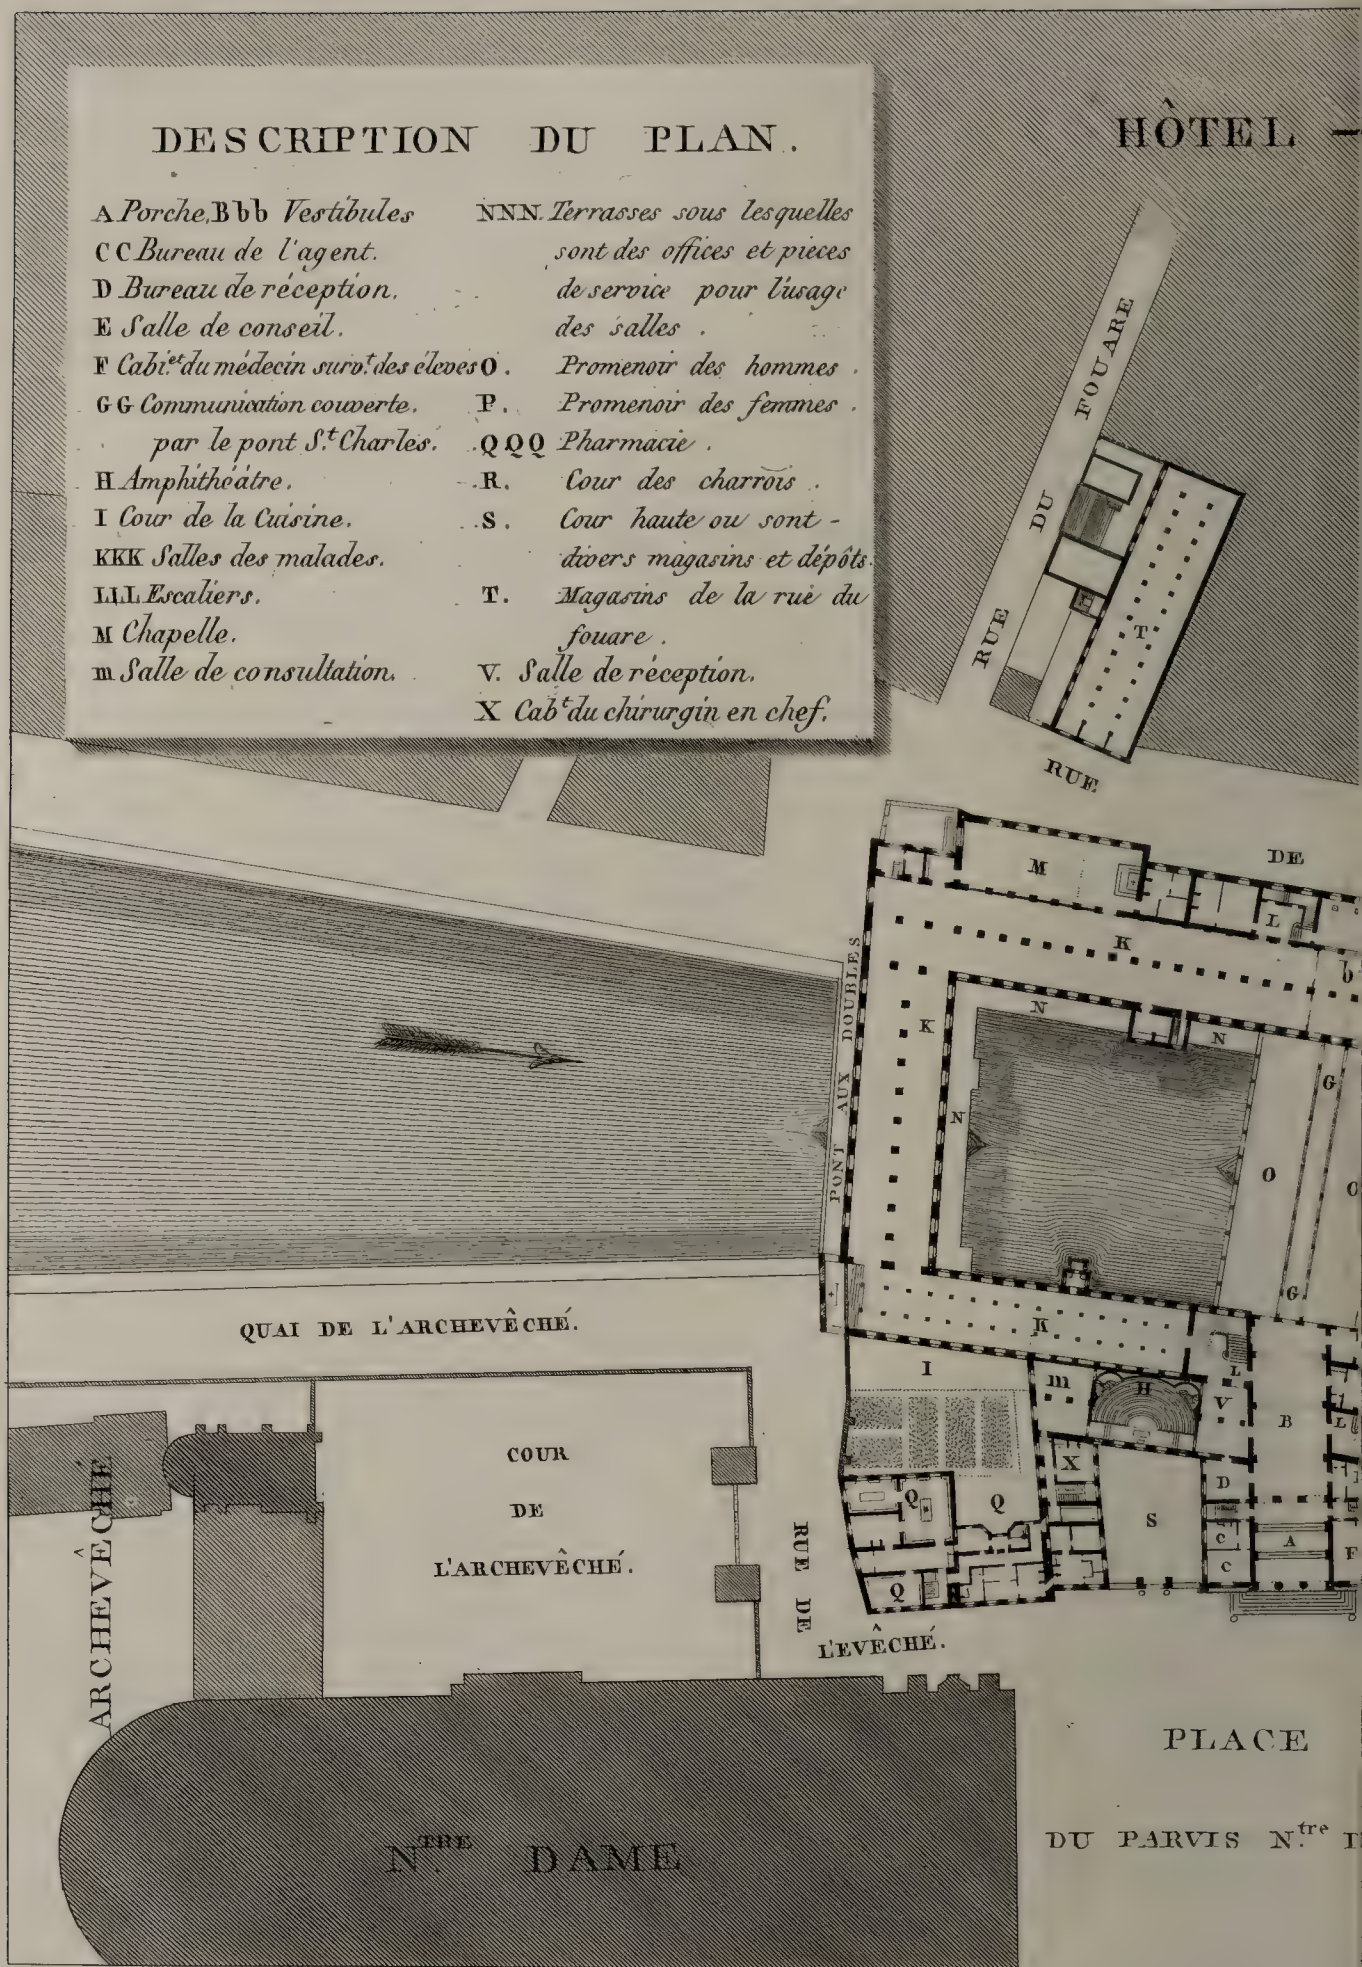 HÔTEL —
DESCRIPTION DU PLAN.
A Porche, B b b Vestibules
C C Bureau de l'agent.
D Bureau de réception.
E Salle de conseil.
F Cabi.et du médecin surv.t des éleves
G G Communication couverte.
par le pont S.t Charles.
H Amphithéâtre.
I Cour de la Cuisine.
KKK Salles des malades.
LLL Escaliers.
M Chapelle.
m Salle de consultation.
NNN. Terrasses sous lesquelles
sont des offices et pieces
de service pour l'usage
des salles.
O. Promenoir des hommes.
P. Promenoir des femmes.
QQQ Pharmacie.
R. Cour des charrois.
S. Cour haute ou sont -
divers magasins et dépôts.
T. Magasins de la rue du
fouare.
V. Salle de réception.
X Cab.t du chirurgin en chef.
RUE DU FOUARE
T
RUE
DE
M
L
K
b
PONT AUX DOUBLES
K
N
N
N
G
O
G
K
QUAI DE L'ARCHEVÊCHÉ.
I
m
H
L
V
B
L
X
D
Q
Q
S
C
A
C
F
Q
COUR
DE
L'ARCHEVÊCHÉ.
ARCHEVÊCHÉ
RUE DE
L'EVÊCHÉ.
PLACE
DU PARVIS N.tre
N.TRE DAME